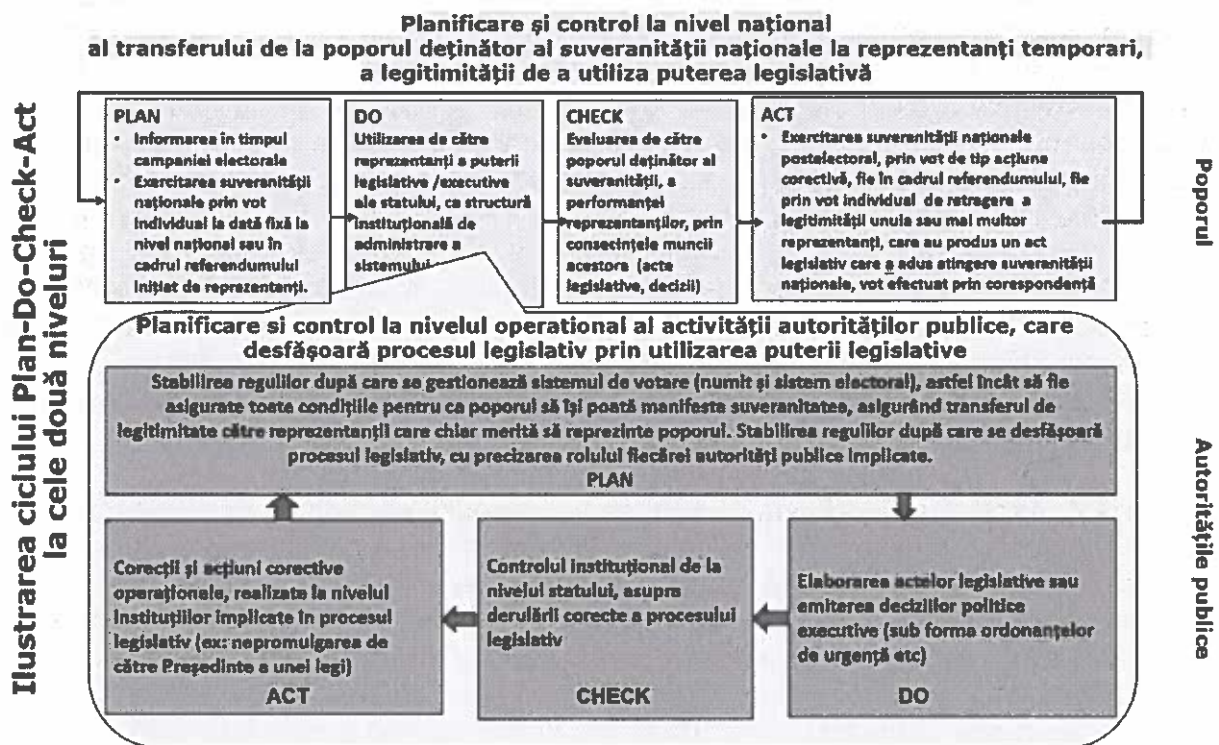 Planificare și control la nivel național
al transferului de la poporul deținător al suveranității naționale la reprezentanți temporari,
a legitimității de a utiliza puterea legislativă
Ilustrarea ciclului Plan-Do-Check-Act
la cele două niveluri
PLAN
• Informarea în timpul
campaniei electorale
• Exercitarea suveranității
naționale prin vot
individual la dată fixă la
nivel național sau în
cadrul referendumului
inițiat de reprezentanți.
DO
Utilizarea de către
reprezentanți a puterii
legislative /executive
ale statului, ca structură
instituțională de
administrare a
sistemului
CHECK
Evaluarea de către
poporul deținător al
suveranității, a
performanței
reprezentanților, prin
consecințele muncii
acestora (acte
legislative, decizii)
ACT
• Exercitarea suveranității naționale
postelectoral, prin vot de tip acțiune
corectivă, fie în cadrul referendumului, fie
prin vot individual de retragere a
legitimității unuia sau mai multor
reprezentanți, care au produs un act
legislativ care a adus atingere suveranității
naționale, vot efectuat prin corespondență
Poporul
Planificare si control la nivelul operational al activității autorităților publice, care
desfășoară procesul legislativ prin utilizarea puterii legislative
Stabilirea regulilor după care se gestionează sistemul de votare (numit și sistem electoral), astfel încât să fie
asigurate toate condițiile pentru ca poporul să își poată manifesta suveranitatea, asigurând transferul de
legitimitate către reprezentanții care chiar merită să reprezinte poporul. Stabilirea regulilor după care se desfășoară
procesul legislativ, cu precizarea rolului fiecărei autorități publice implicate.
PLAN
Corecții și acțiuni corective
operaționale, realizate la nivelul
instituțiilor implicate în procesul
legislativ (ex: nepromulgarea de
către Președinte a unei legi)
ACT
Controlul instituțional de la
nivelul statului, asupra
derulării corecte a procesului
legislativ
CHECK
Elaborarea actelor legislative sau
emiterea deciziilor politice
executive (sub forma ordonanțelor
de urgență etc)
DO
Autoritățile publice